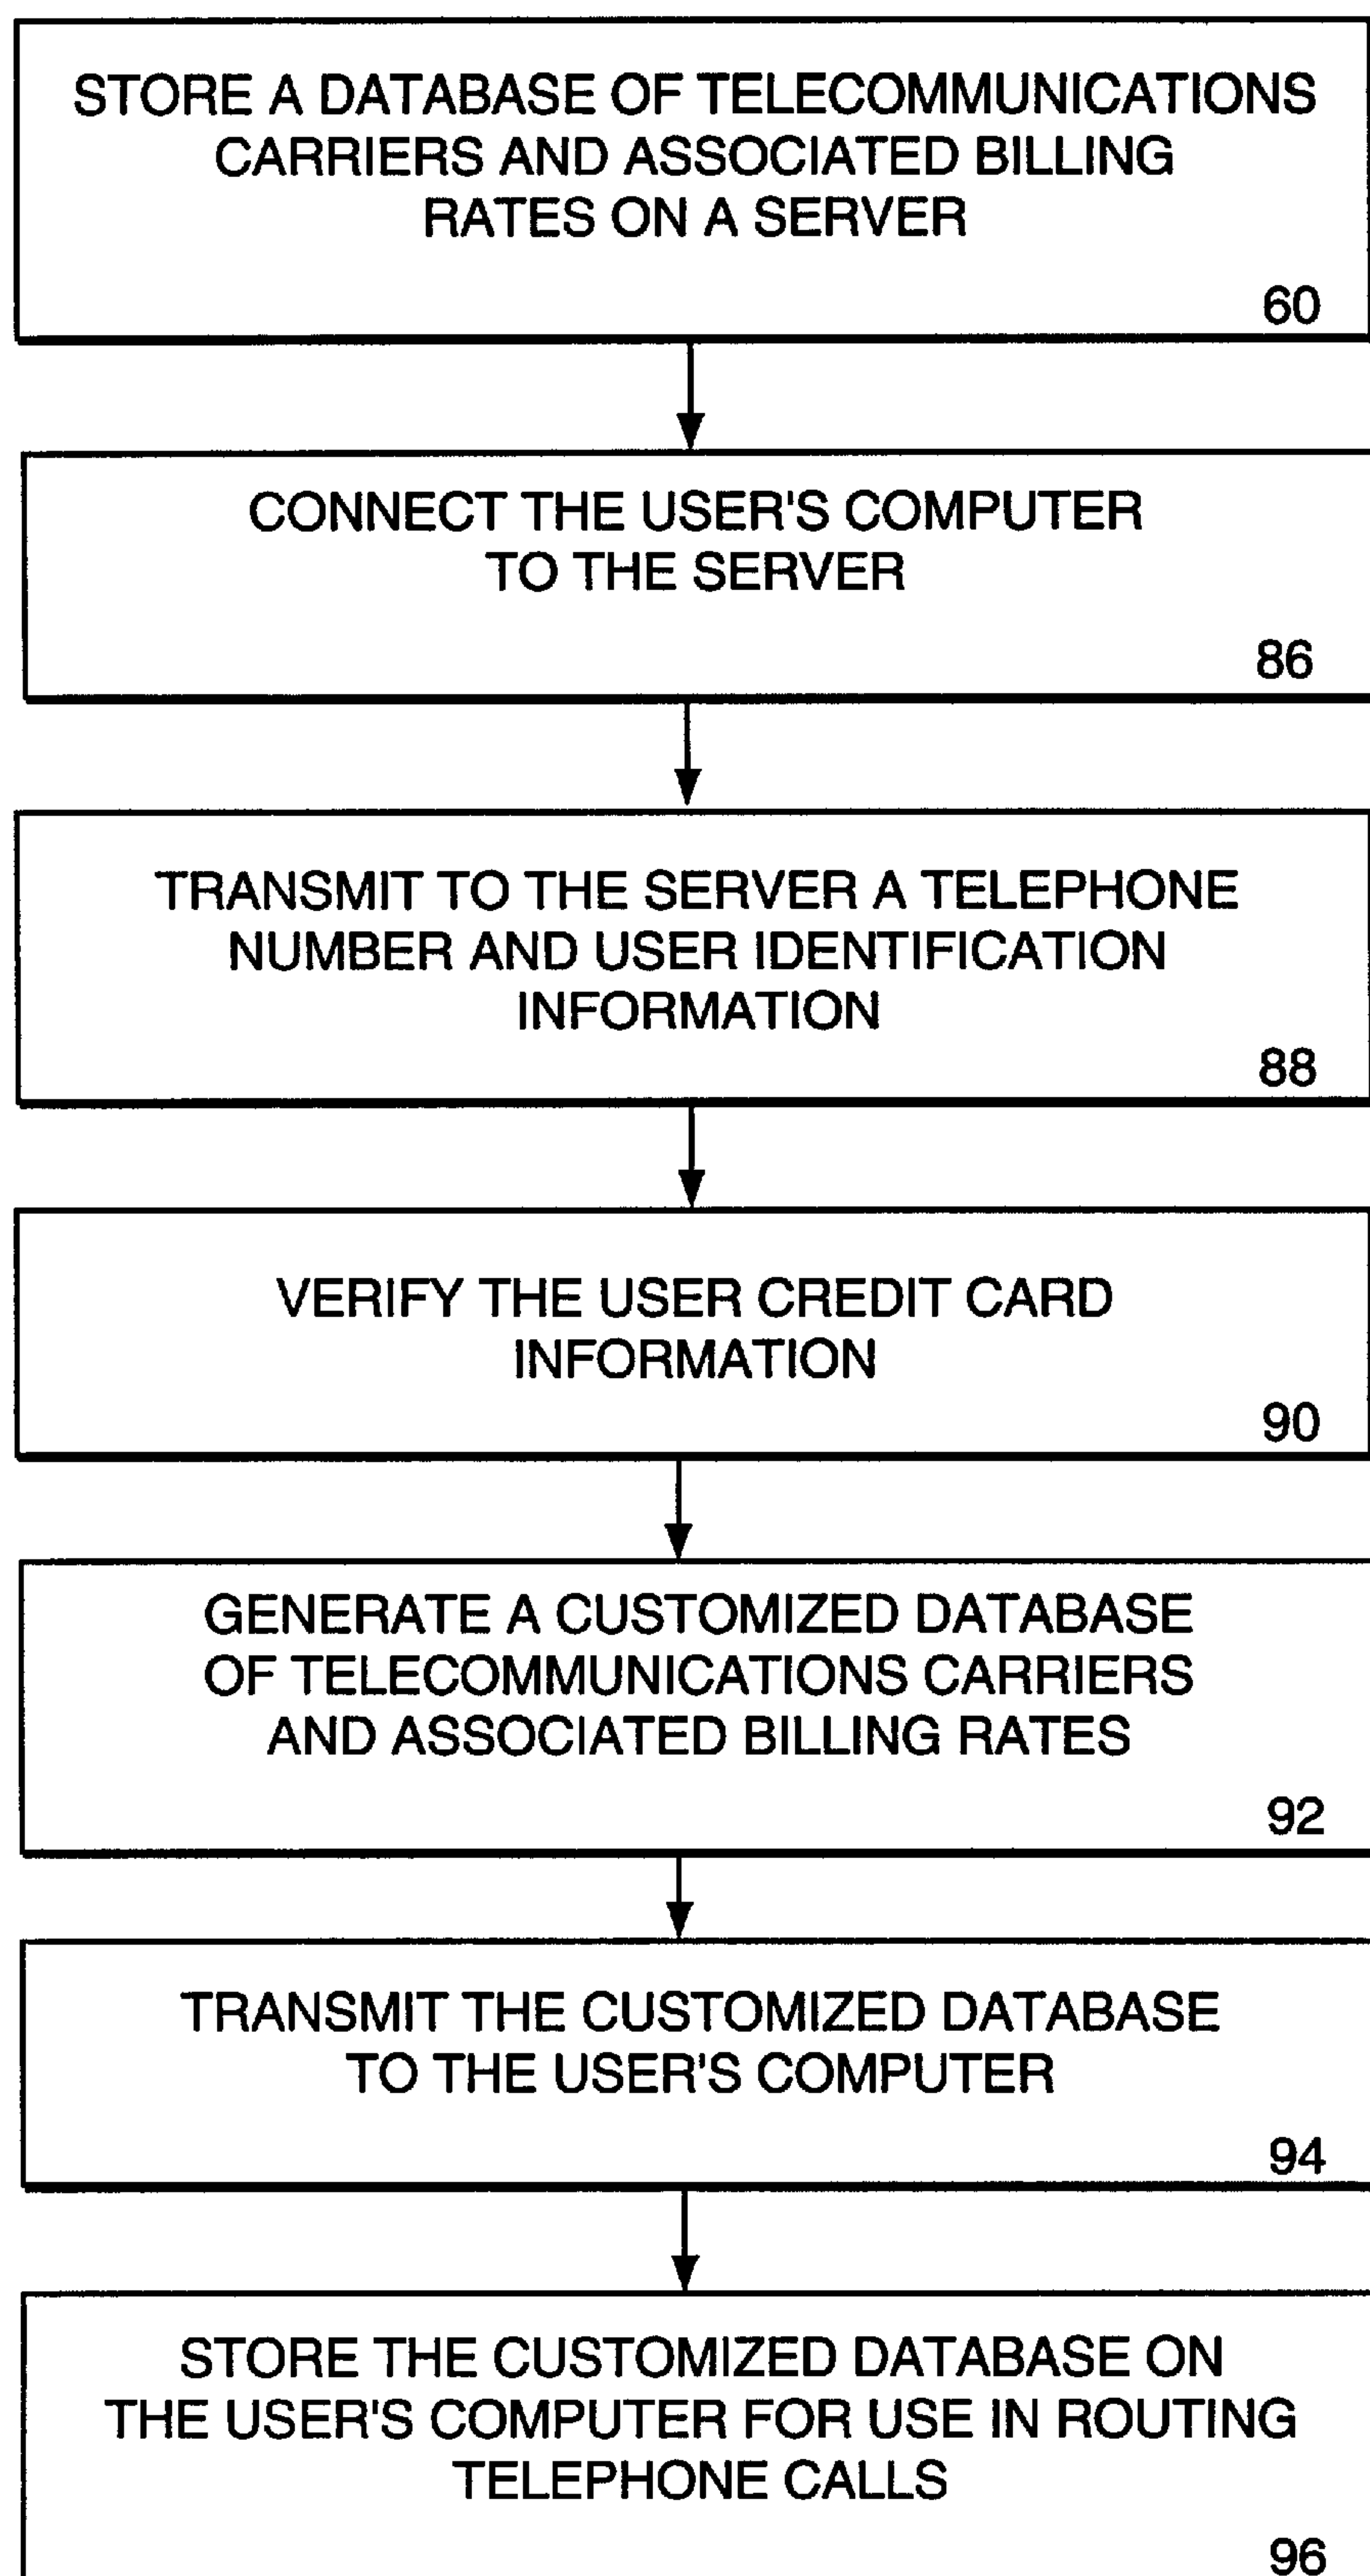 STORE A DATABASE OF TELECOMMUNICATIONS
CARRIERS AND ASSOCIATED BILLING
RATES ON A SERVER
60
CONNECT THE USER'S COMPUTER
TO THE SERVER
86
TRANSMIT TO THE SERVER A TELEPHONE
NUMBER AND USER IDENTIFICATION
INFORMATION
88
VERIFY THE USER CREDIT CARD
INFORMATION
90
GENERATE A CUSTOMIZED DATABASE
OF TELECOMMUNICATIONS CARRIERS
AND ASSOCIATED BILLING RATES
92
TRANSMIT THE CUSTOMIZED DATABASE
TO THE USER'S COMPUTER
94
STORE THE CUSTOMIZED DATABASE ON
THE USER'S COMPUTER FOR USE IN ROUTING
TELEPHONE CALLS
96